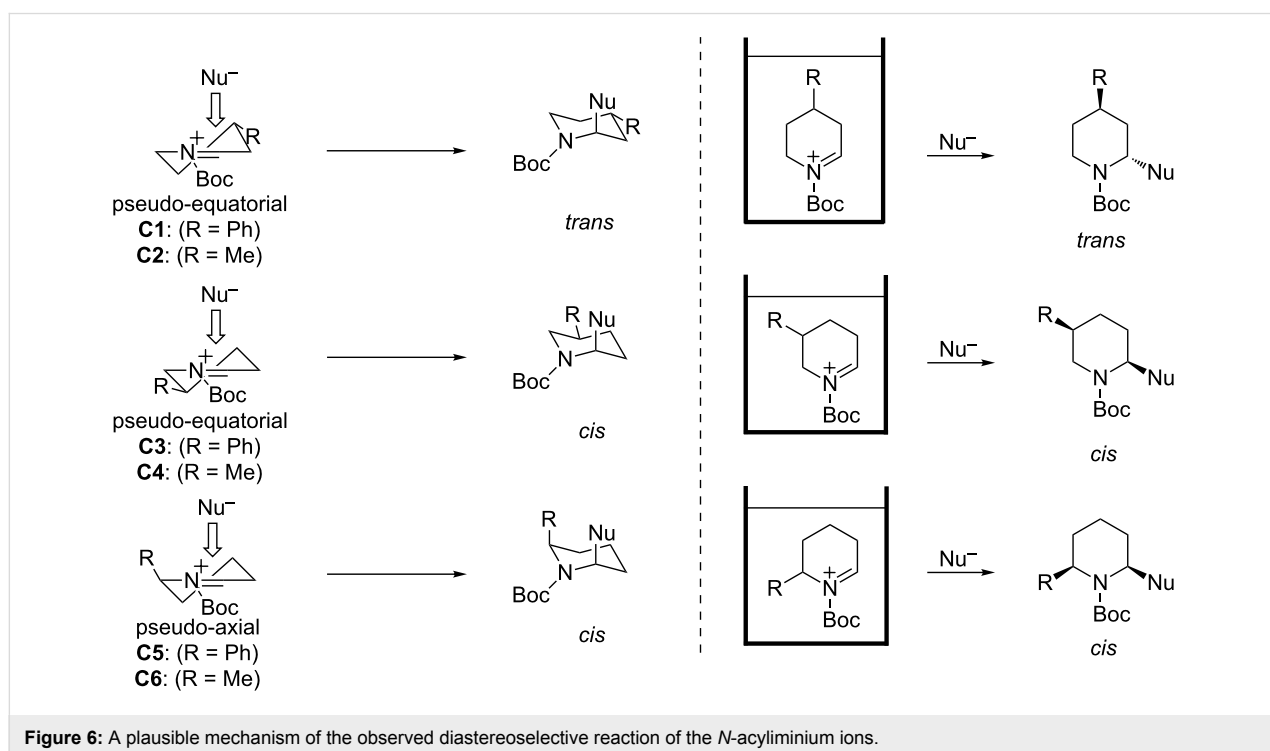 Nu⁻
N
+
R
Boc
pseudo-equatorial
C1: (R = Ph)
C2: (R = Me)
Nu
R
N
Boc
trans
R
+
N
Boc
Nu⁻
R
N
Nu
Boc
trans
Nu⁻
+
N
R
Boc
pseudo-equatorial
C3: (R = Ph)
C4: (R = Me)
R
Nu
N
Boc
cis
R
+
N
Boc
Nu⁻
R
N
Nu
Boc
cis
Nu⁻
R
+
N
Boc
pseudo-axial
C5: (R = Ph)
C6: (R = Me)
R
Nu
N
Boc
cis
R
+
N
Boc
Nu⁻
R
N
Nu
Boc
cis
Figure 6: A plausible mechanism of the observed diastereoselective reaction of the N-acyliminium ions.